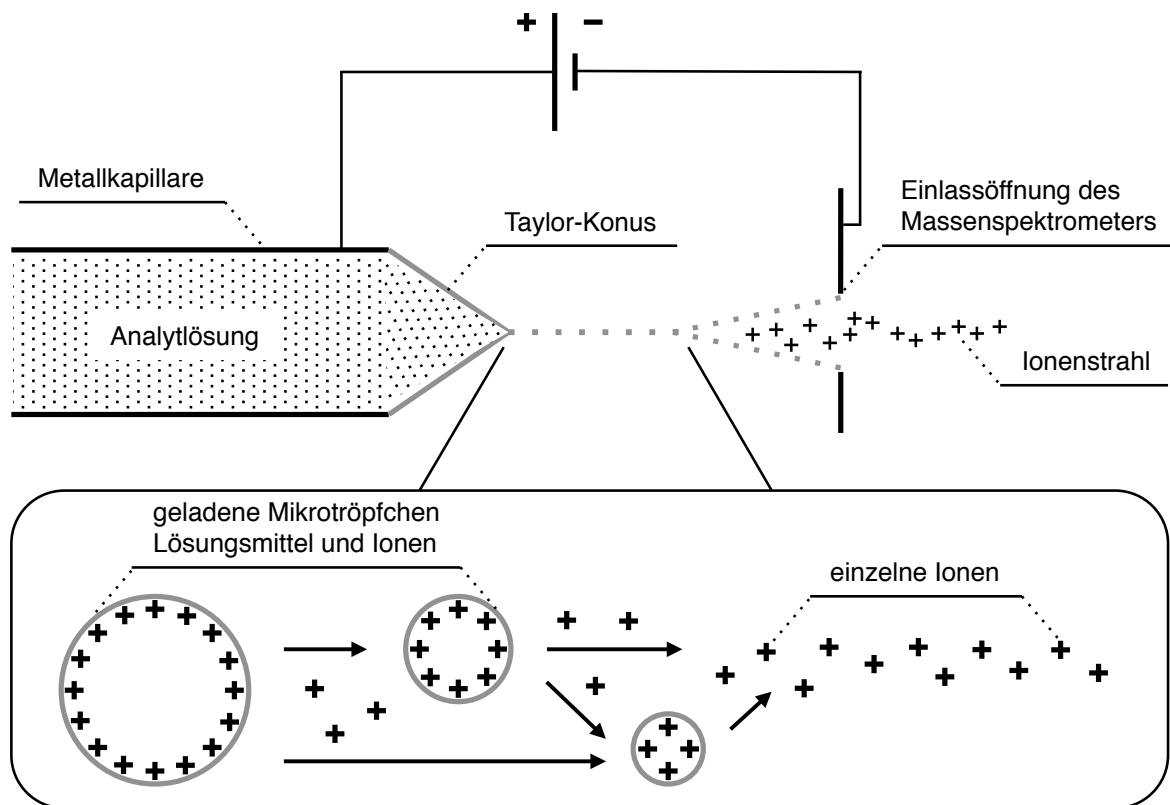 + −
Metallkapillare
Taylor-Konus
Einlassöffnung des
Massenspektrometers
Analytlösung
Ionenstrahl
geladene Mikrotröpfchen
Lösungsmittel und Ionen
einzelne Ionen